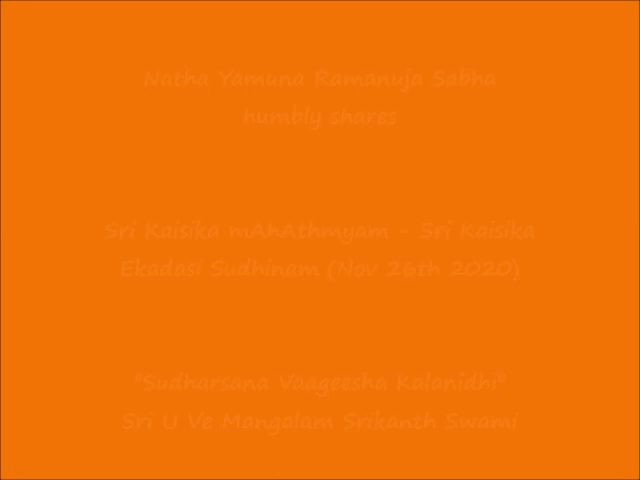 Natha Yamuna Ramanuja Sabha
humbly shares
Sri Kaisika mAhAthmyam - Sri Kaisika
Ekadasi Sudhinam (Nov 26th 2020)
"Sudharsana Vaageesha Kalanidhi"
Sri U Ve Mangalam Srikanth Swami